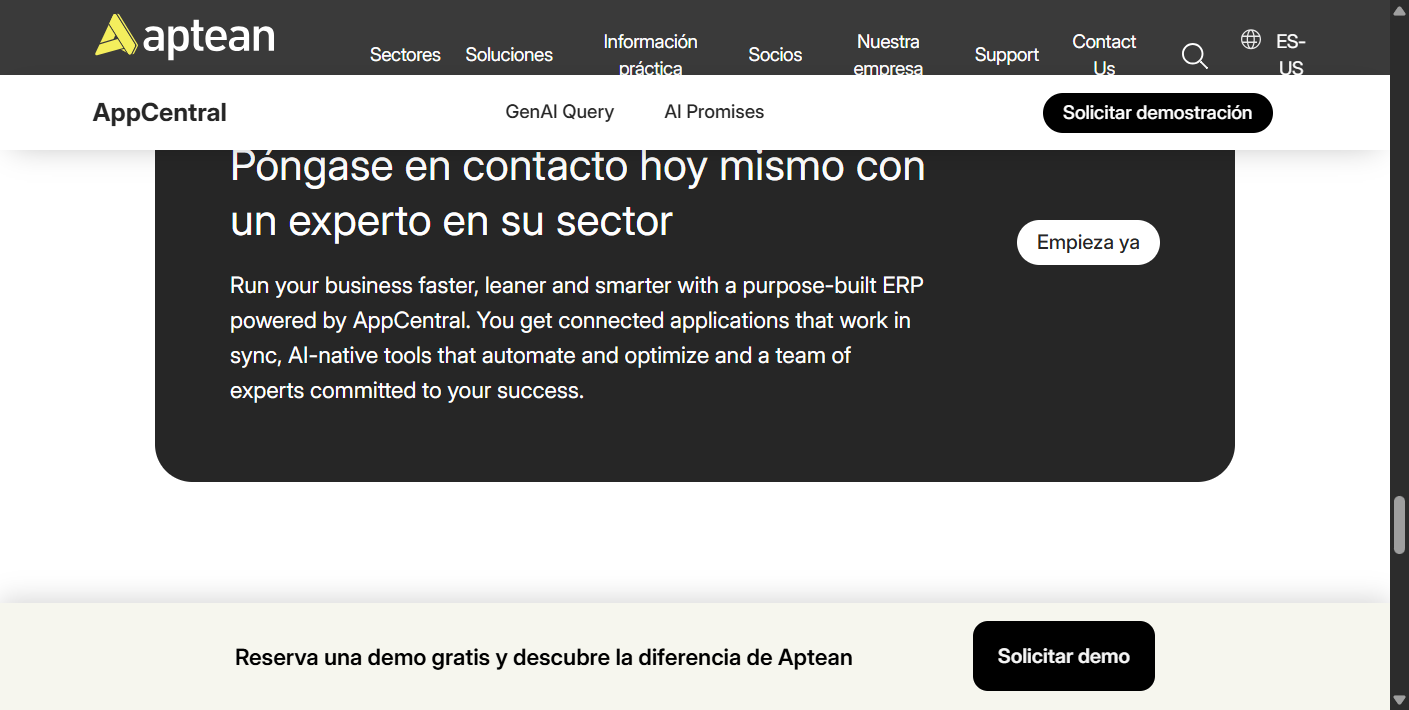 aptean
Sectores
Soluciones
Información
práctica
Socios
Nuestra
empresa
Support
Contact
Us
ES-
US
AppCentral
GenAI Query
AI Promises
Solicitar demostración
Póngase en contacto hoy mismo con
un experto en su sector
Empieza ya
Run your business faster, leaner and smarter with a purpose-built ERP
powered by AppCentral. You get connected applications that work in
sync, AI-native tools that automate and optimize and a team of
experts committed to your success.
Reserva una demo gratis y descubre la diferencia de Aptean
Solicitar demo